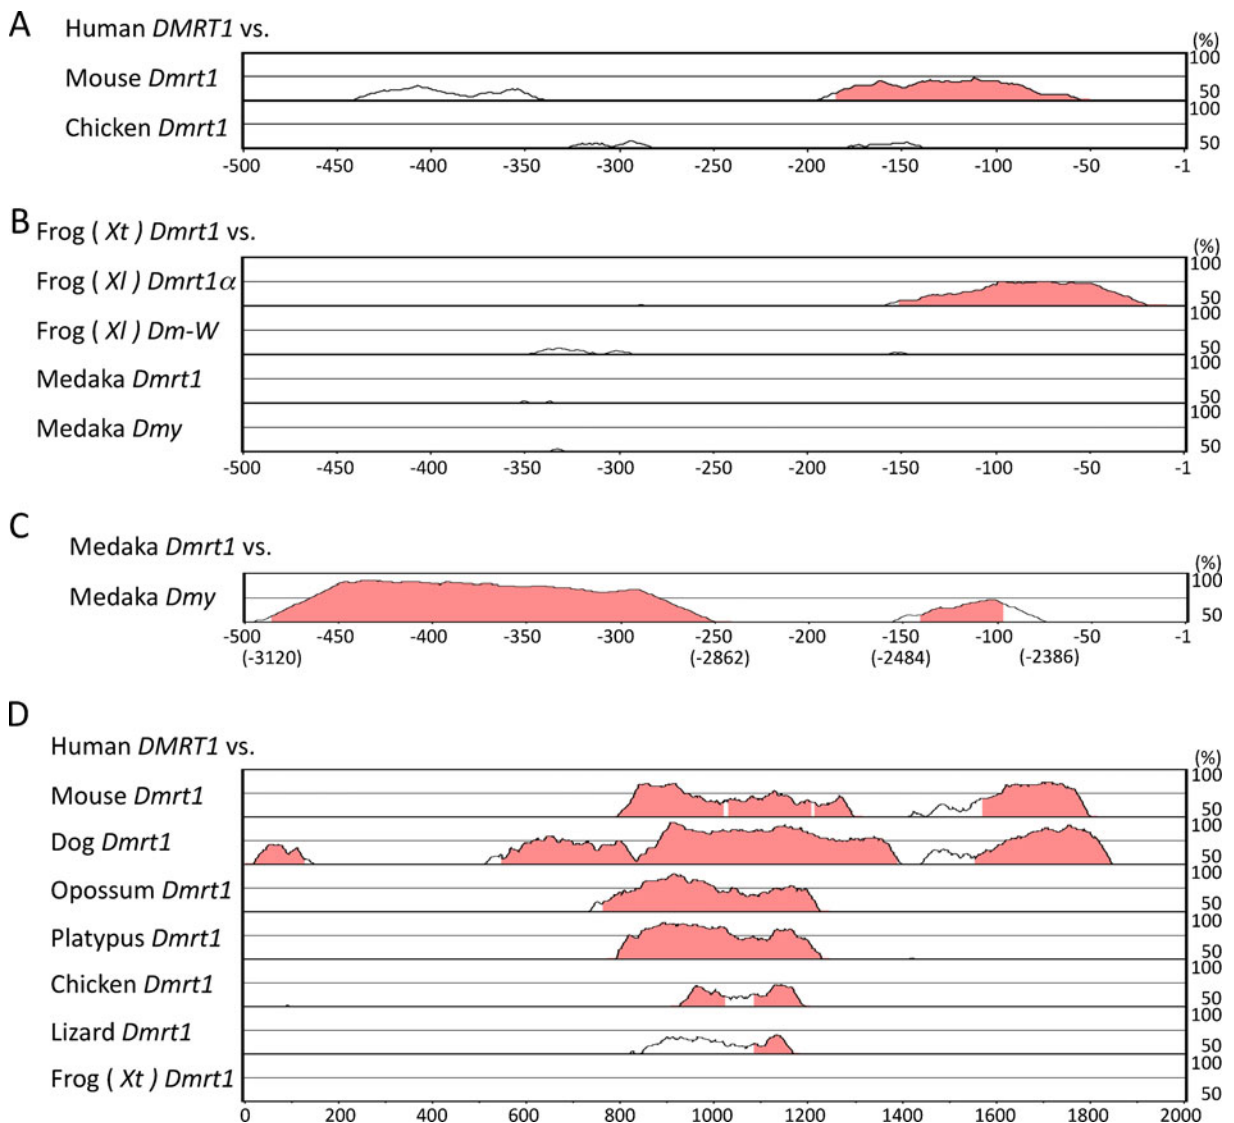 A
Human DMRT1 vs.
(%)
100
Mouse Dmrt1
50
100
Chicken Dmrt1
50
-500 -450 -400 -350 -300 -250 -200 -150 -100 -50 -1
B
Frog ( Xt ) Dmrt1 vs.
(%)
100
Frog ( Xl ) Dmrt1α
50
100
Frog ( Xl ) Dm-W
50
100
Medaka Dmrt1
50
100
Medaka Dmy
50
-500 -450 -400 -350 -300 -250 -200 -150 -100 -50 -1
C
Medaka Dmrt1 vs.
(%)
100
Medaka Dmy
50
-500 -450 -400 -350 -300 -250 -200 -150 -100 -50 -1
(-3120) (-2862) (-2484) (-2386)
D
Human DMRT1 vs.
(%)
100
Mouse Dmrt1
50
100
Dog Dmrt1
50
100
Opossum Dmrt1
50
100
Platypus Dmrt1
50
100
Chicken Dmrt1
50
100
Lizard Dmrt1
50
100
Frog ( Xt ) Dmrt1
50
0 200 400 600 800 1000 1200 1400 1600 1800 2000